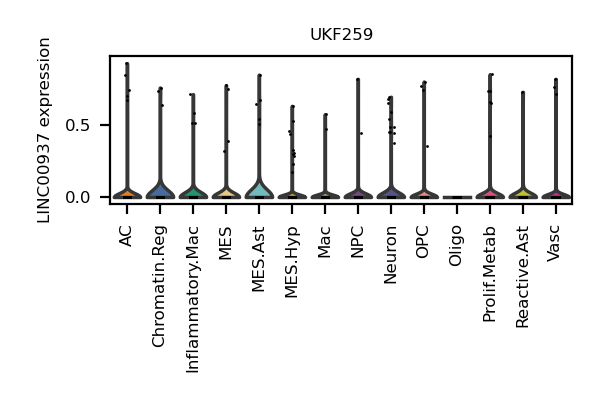 UKF259
LINC00937 expression
0.5
0.0
AC
Chromatin.Reg
Inflammatory.Mac
MES
MES.Ast
MES.Hyp
Mac
NPC
Neuron
OPC
Oligo
Prolif.Metab
Reactive.Ast
Vasc